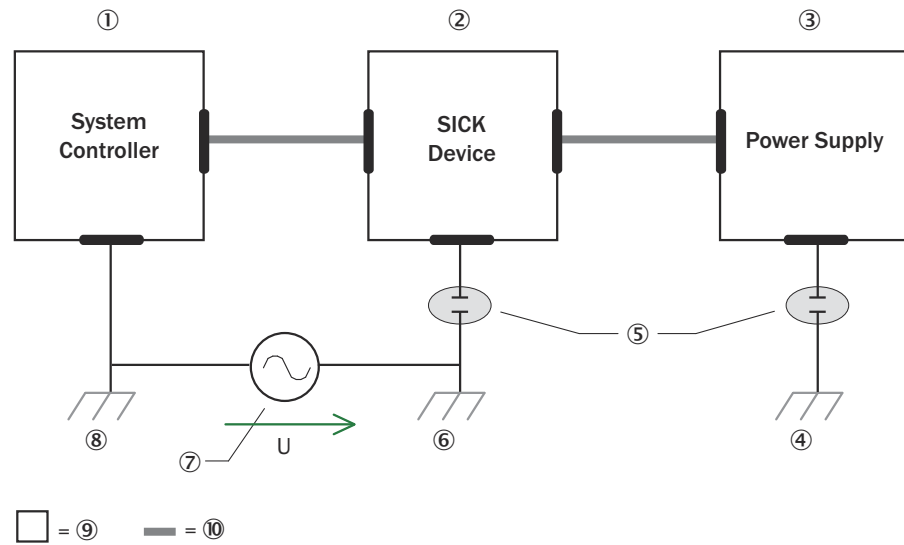 ① ② ③
System
Controller
SICK
Device
Power Supply
⑤
⑧ ⑥ ④
U
⑦
= ⑨ = ⑩